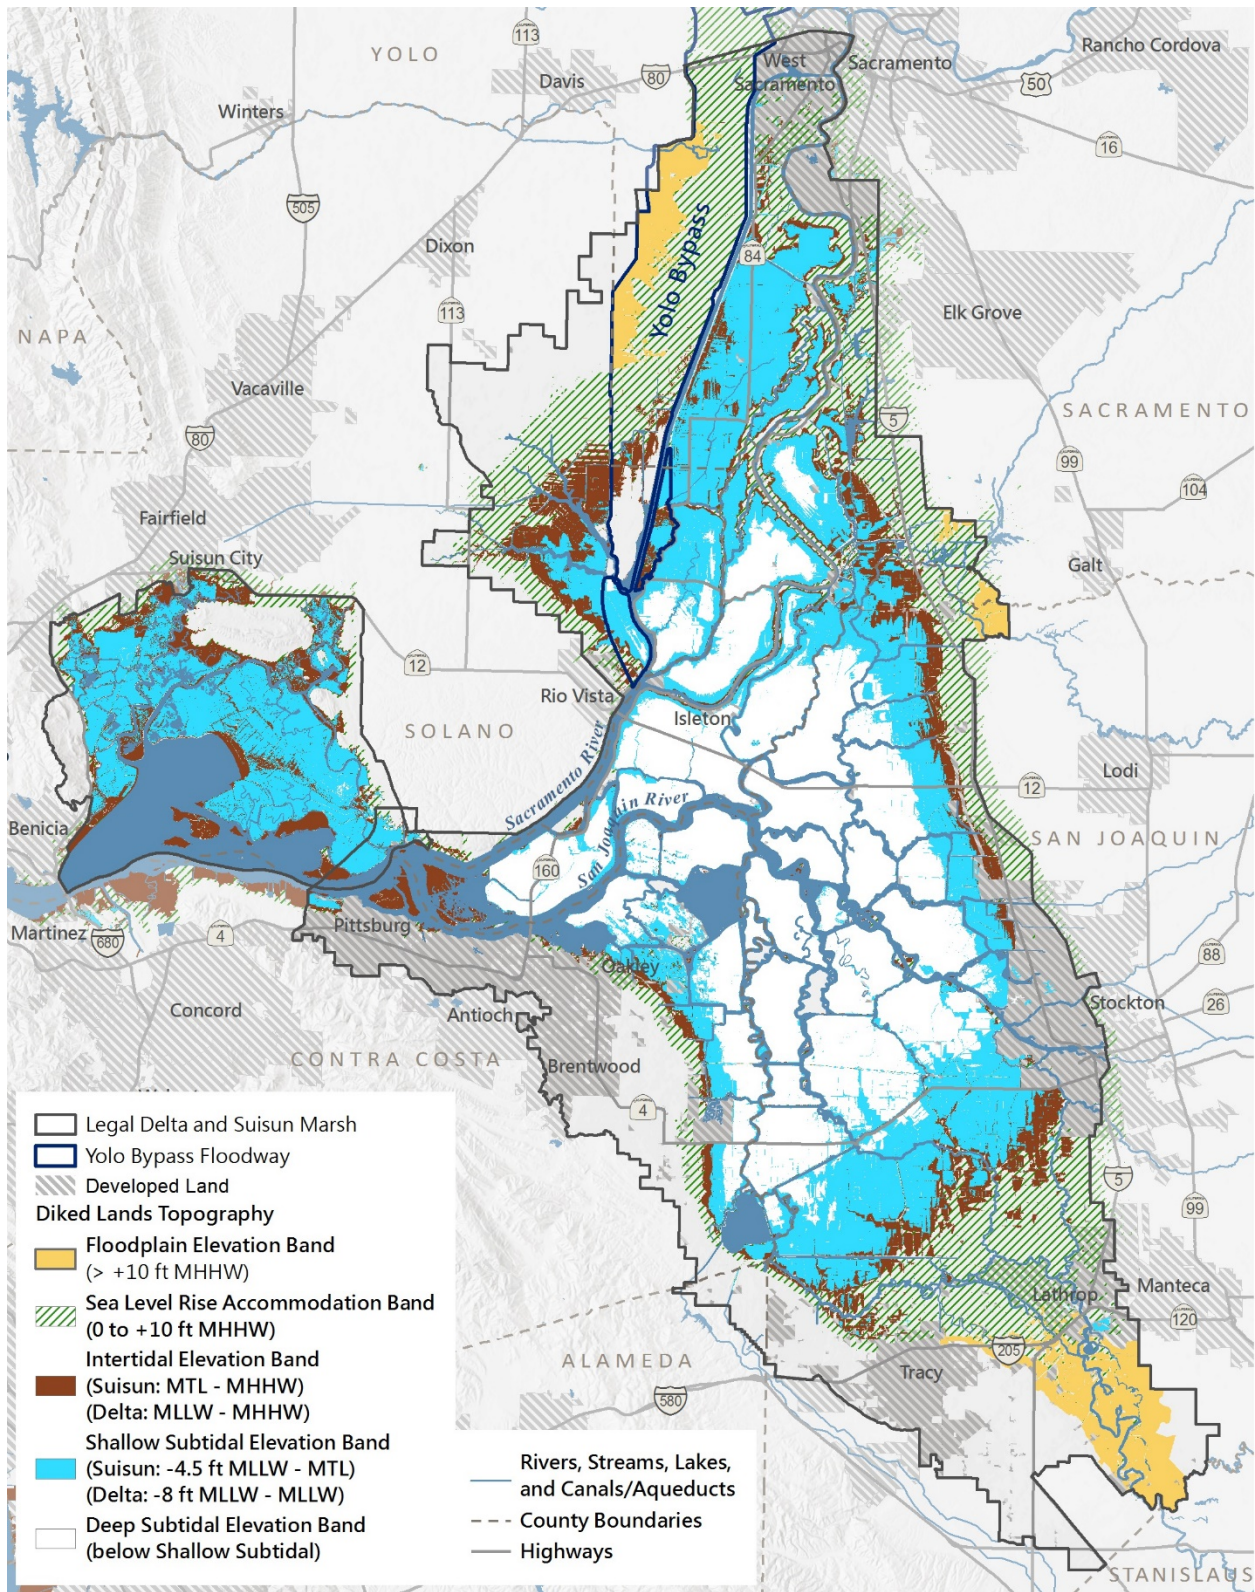 113
YOLO
Rancho Cordova
West
Sacramento
Sacramento
Davis
80
50
Winters
16
505
Dixon
84
Yolo Bypass
113
Elk Grove
NAPA
Vacaville
5
SACRAMENTO
80
99
104
Fairfield
Suisun City
Galt
12
Rio Vista
Isleton
SOLANO
Sacramento River
Lodi
12
San Joaquin River
Benicia
SAN JOAQUIN
160
Martinez
680
4
Pittsburg
88
Oakley
Stockton
26
Concord
Antioch
CONTRA COSTA
Brentwood
4
5
99
Manteca
Lathrop
120
205
ALAMEDA
Tracy
580
STANISLAUS
Legal Delta and Suisun Marsh
Yolo Bypass Floodway
Developed Land
Diked Lands Topography
Floodplain Elevation Band
(> +10 ft MHHW)
Sea Level Rise Accommodation Band
(0 to +10 ft MHHW)
Intertidal Elevation Band
(Suisun: MTL - MHHW)
(Delta: MLLW - MHHW)
Shallow Subtidal Elevation Band
(Suisun: -4.5 ft MLLW - MTL)
(Delta: -8 ft MLLW - MLLW)
Deep Subtidal Elevation Band
(below Shallow Subtidal)
Rivers, Streams, Lakes,
and Canals/Aqueducts
County Boundaries
Highways